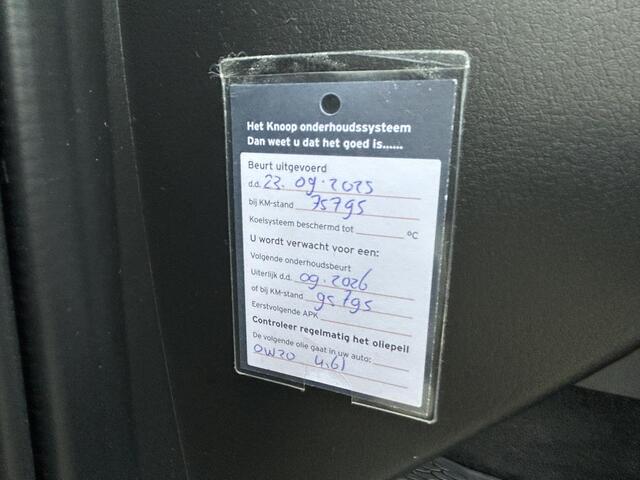 Het Knoop onderhoudssysteem
Dan weet u dat het goed is......
Beurt uitgevoerd
d.d. 23.09.2025
bij KM-stand 75795
Koelsysteem beschermd tot ______ °C
U wordt verwacht voor een:
Volgende onderhoudsbeurt
Uiterlijk d.d. 09.2026
of bij KM-stand 95795
Eerstvolgende APK
Controleer regelmatig het oliepeil
De volgende olie gaat in uw auto:
0W20 4.6l